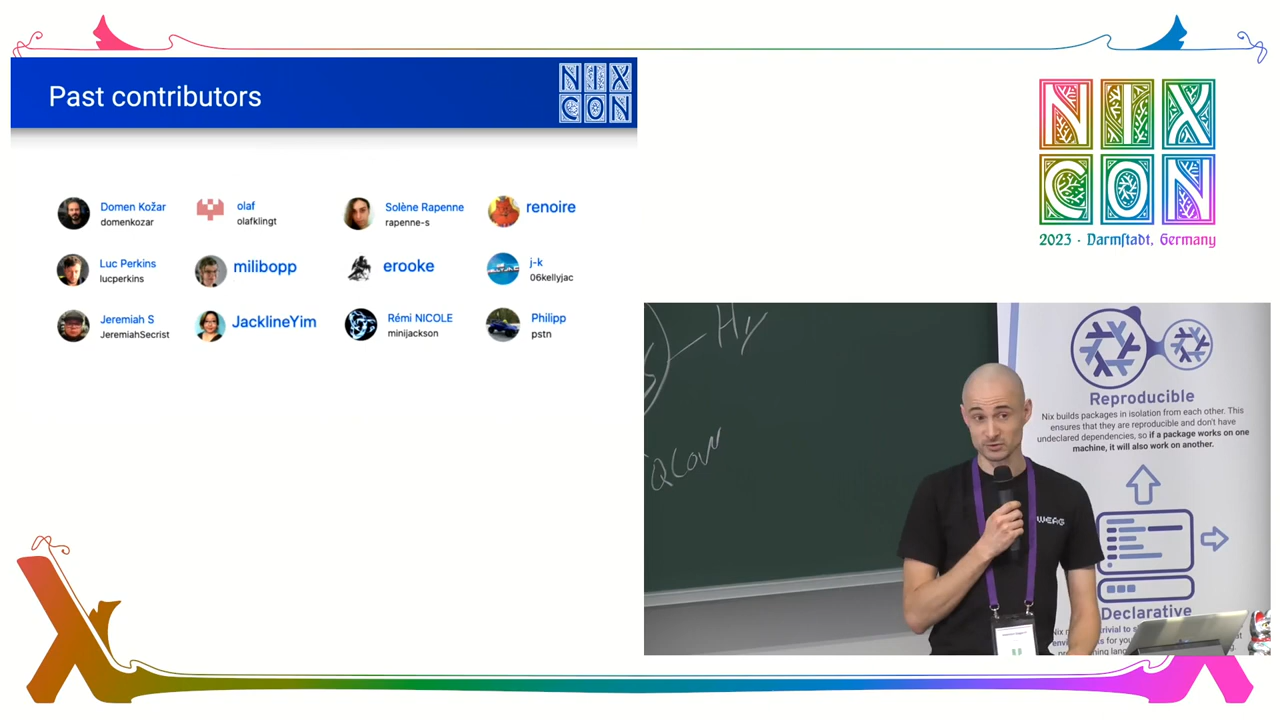 Past contributors
NIX
CON
Domen Kožar
domenkozar
olaf
olafklingt
Solène Rapenne
rapenne-s
renoire
Luc Perkins
lucperkins
milibopp
erooke
j-k
06kellyjac
Jeremiah S
JeremiahSecrist
JacklineYim
Rémi NICOLE
minijackson
Philipp
pstn
NIX
CON
2023 · Darmſtadt, Germany
Hy
QCon
Reproducible
Nix builds packages in isolation from each other. This
ensures that they are reproducible and don't have
undeclared dependencies, so if a package works on one
machine, it will also work on another.
Declarative